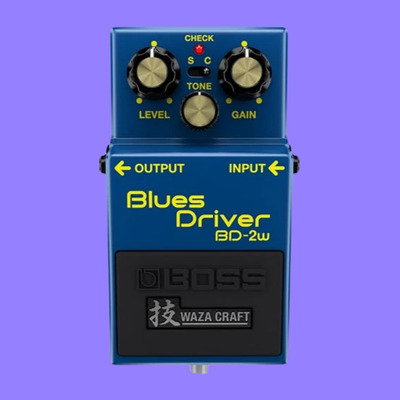 CHECK
S C
TONE
LEVEL GAIN
OUTPUT INPUT
Blues
Driver
BD-2w
BOSS
技 WAZA CRAFT